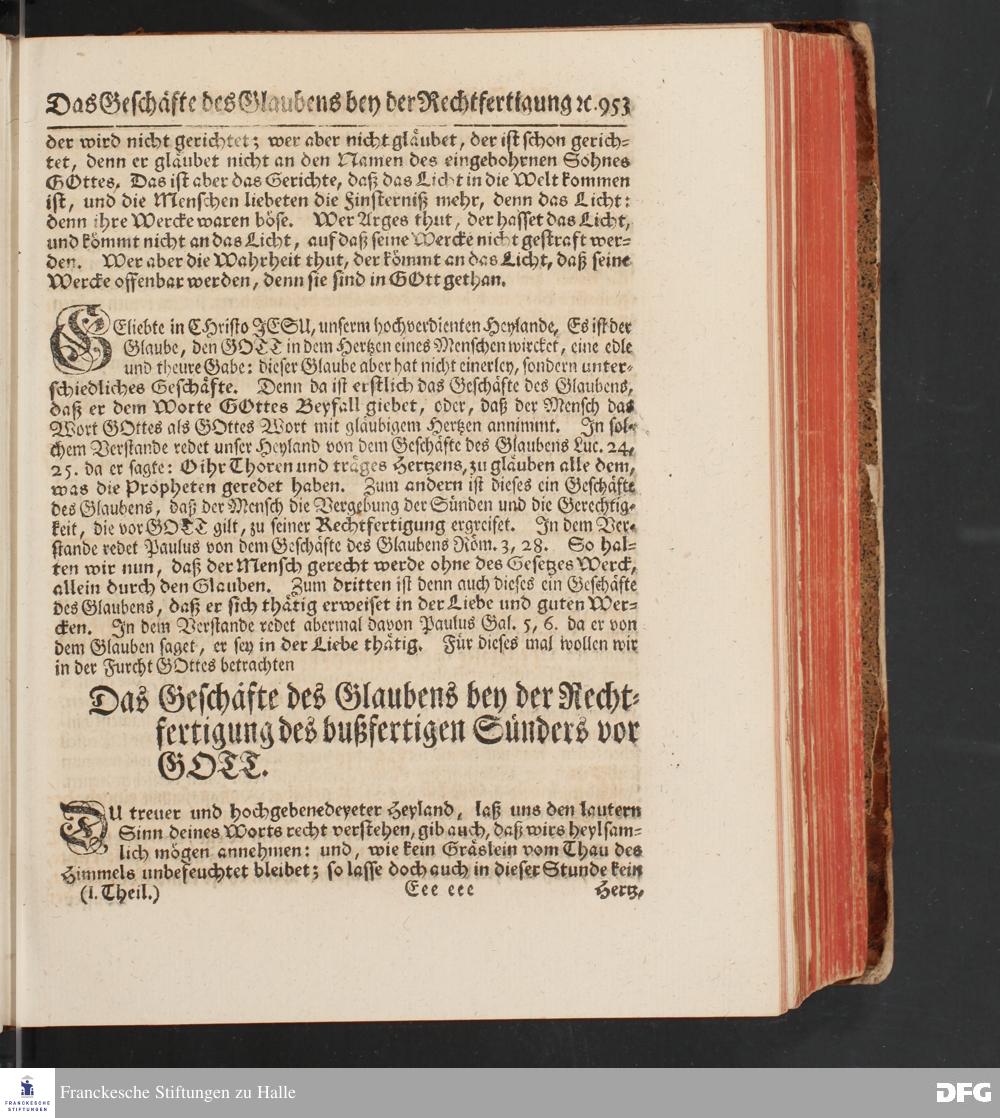 Das Geschäfte des Glaubens bey der Rechtfertigung ꝛc. 953
der wird nicht gerichtet; wer aber nicht gläubet, der ist schon gerich-
tet, denn er gläubet nicht an den Namen des eingebohrnen Sohnes
GOttes. Das ist aber das Gerichte, daß das Licht in die Welt kommen
ist, und die Menschen liebeten die Finsterniß mehr, denn das Licht:
denn ihre Wercke waren böse. Wer Arges thut, der hasset das Licht,
und kömmt nicht an das Licht, auf daß seine Wercke nicht gestraft wer-
den. Wer aber die Wahrheit thut, der kömmt an das Licht, daß seine
Wercke offenbar werden, denn sie sind in GOtt gethan.
GEliebte in CHristo JESU, unserm hochverdienten Heylande, Es ist der
Glaube, den GOTT in dem Hertzen eines Menschen wircket, eine edle
und theure Gabe: dieser Glaube aber hat nicht einerley, sondern unter-
schiedliches Geschäfte. Denn da ist erstlich das Geschäfte des Glaubens,
daß er dem Worte GOttes Beyfall giebet, oder, daß der Mensch das
Wort GOttes als GOttes Wort mit gläubigem Hertzen annimmt. In sol-
chem Verstande redet unser Heyland von dem Geschäfte des Glaubens Luc. 24,
25. da er sagte: O ihr Thoren und träges Hertzens, zu gläuben alle dem,
was die Propheten geredet haben. Zum andern ist dieses ein Geschäfte
des Glaubens, daß der Mensch die Vergebung der Sünden und die Gerechtig-
keit, die vor GOTT gilt, zu seiner Rechtfertigung ergreifet. In dem Ver-
stande redet Paulus von dem Geschäfte des Glaubens Röm. 3, 28. So hal-
ten wir nun, daß der Mensch gerecht werde ohne des Gesetzes Werck,
allein durch den Glauben. Zum dritten ist denn auch dieses ein Geschäfte
des Glaubens, daß er sich thätig erweiset in der Liebe und guten Wer-
cken. In dem Verstande redet abermal davon Paulus Gal. 5, 6. da er von
dem Glauben saget, er sey in der Liebe thätig. Für dieses mal wollen wir
in der Furcht GOttes betrachten
Das Geschäfte des Glaubens bey der Recht-
fertigung des bußfertigen Sünders vor
GOTT.
DU treuer und hochgebenedeyeter Heyland, laß uns den lautern
Sinn deines Worts recht verstehen, gib auch, daß wirs heylsam-
lich mögen annehmen: und, wie kein Gräslein vom Thau des
Himmels unbefeuchtet bleibet; so lasse doch auch in dieser Stunde kein
(I. Theil.) Eee eee Hertz,
FRANCKESCHE
STIFTUNGEN
Franckesche Stiftungen zu Halle
DFG